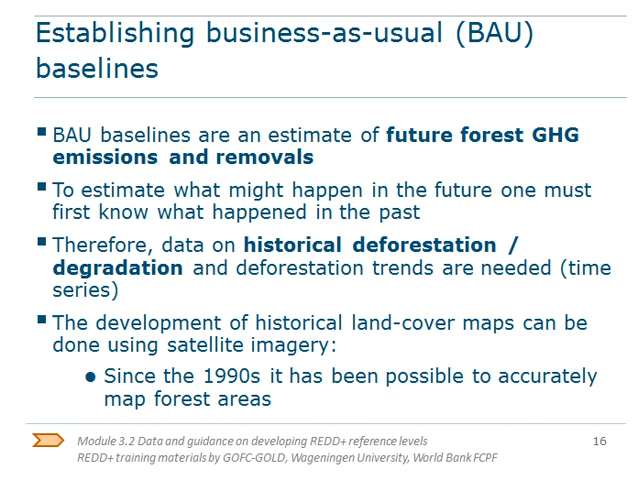 Establishing business-as-usual (BAU)
baselines
▪ BAU baselines are an estimate of future forest GHG
emissions and removals
▪ To estimate what might happen in the future one must
first know what happened in the past
▪ Therefore, data on historical deforestation /
degradation and deforestation trends are needed (time
series)
▪ The development of historical land-cover maps can be
done using satellite imagery:
● Since the 1990s it has been possible to accurately
map forest areas
Module 3.2 Data and guidance on developing REDD+ reference levels
REDD+ training materials by GOFC-GOLD, Wageningen University, World Bank FCPF
16